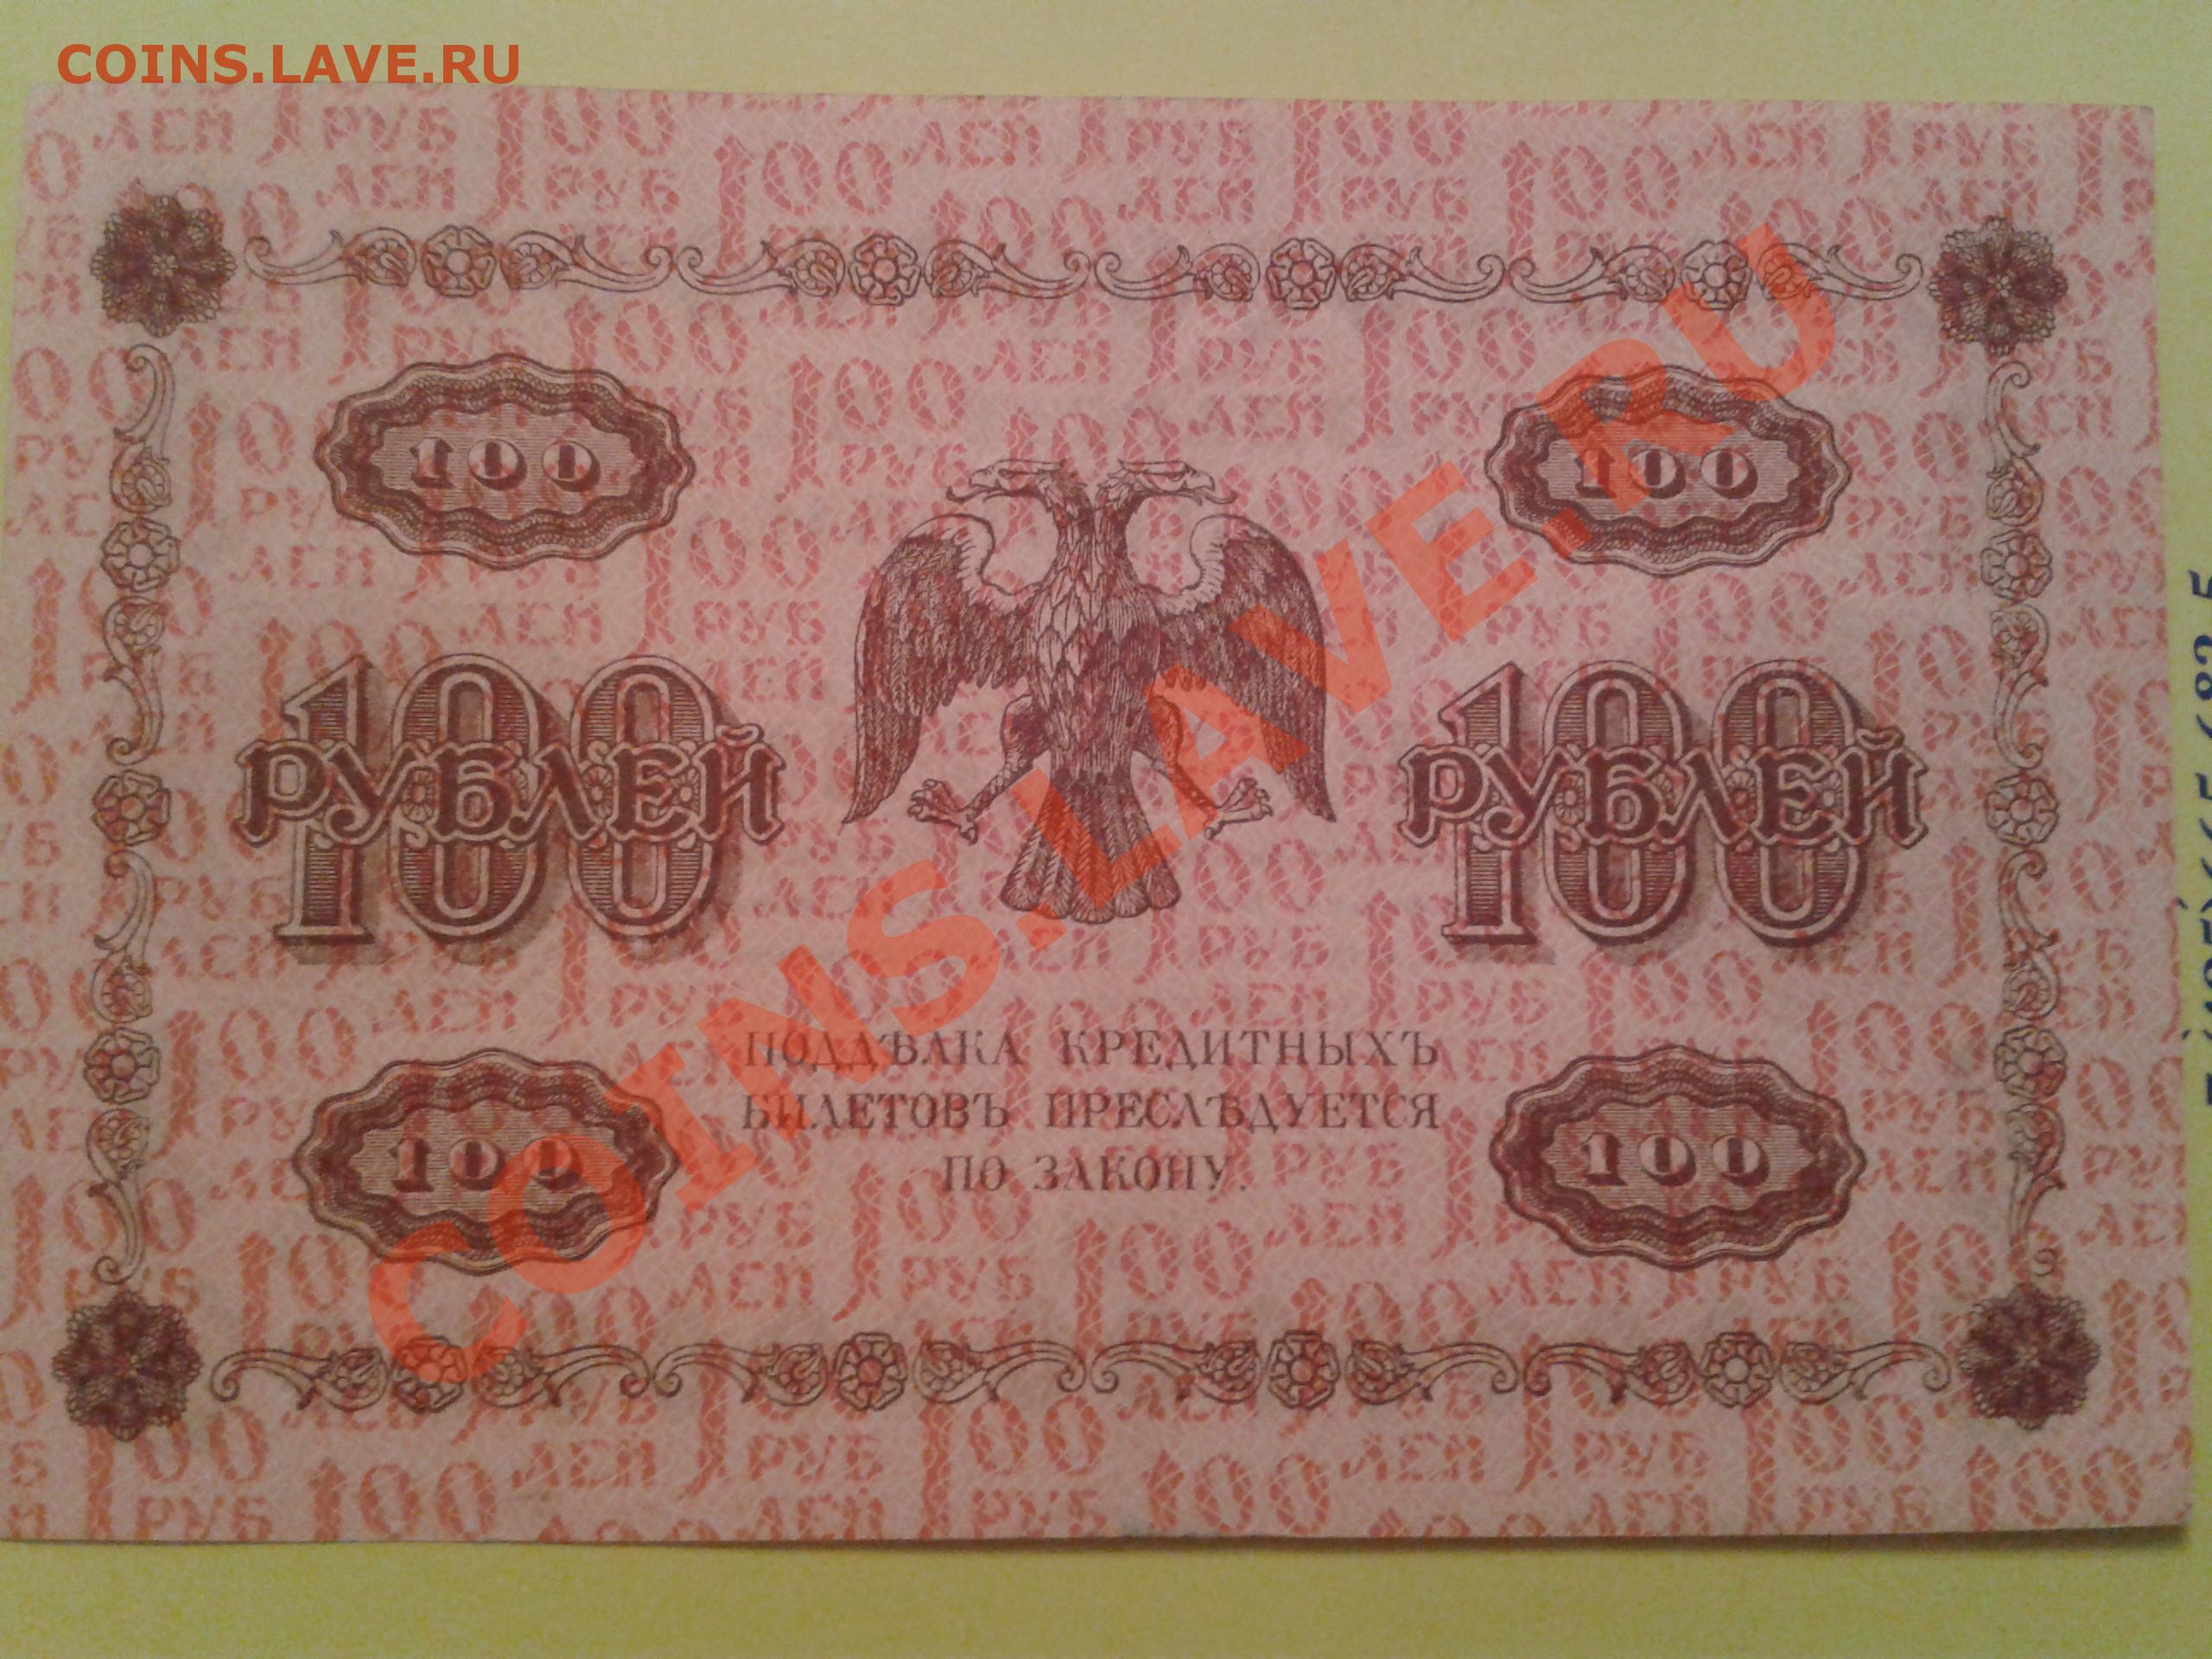 COINS.LAVE.RU
100
100
100 РУБЛЕЙ
100 РУБЛЕЙ
COINS.LAVE.RU
ПОДДѢЛКА КРЕДИТНЫХЪ
БИЛЕТОВЪ ПРЕСЛѢДУЕТСЯ
ПО ЗАКОНУ.
100
100